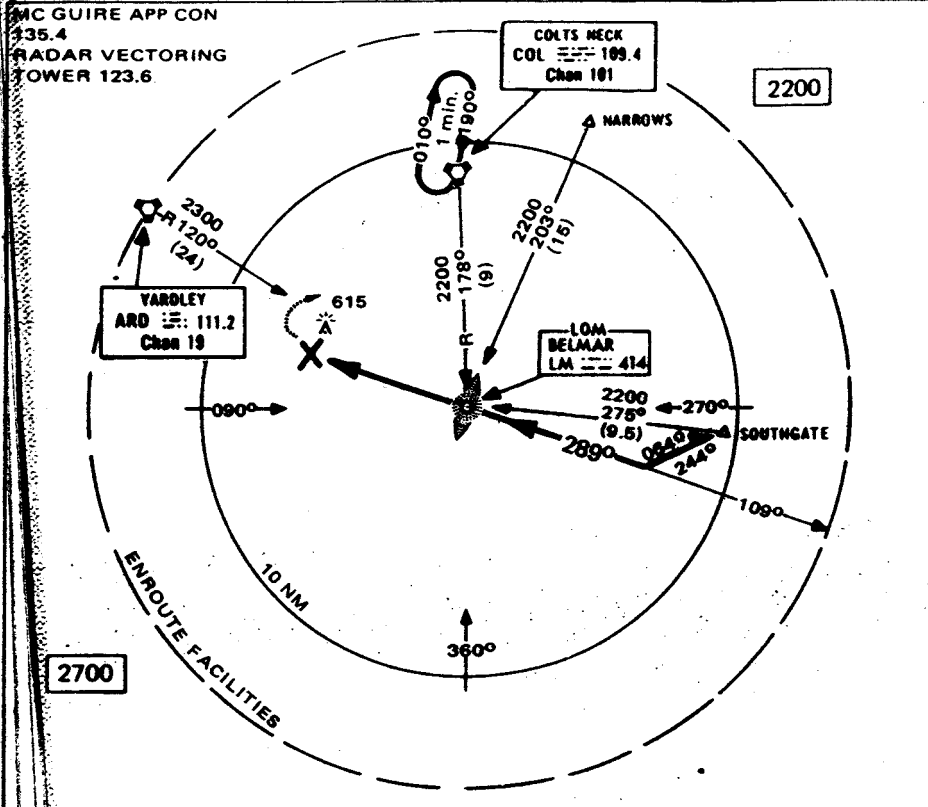 MC GUIRE APP CON
135.4
RADAR VECTORING
TOWER 123.6
COLTS NECK
COL 109.4
Chan 101
2200
010°
1 min.
190°
NARROWS
2200
203°
(15)
2300
R 120°
(24)
2200
178°
(9)
R
YARDLEY
ARD 111.2
Chan 19
615
LOM
BELMAR
LM 414
090°
2200
275°
(9.5)
270°
SOUTHGATE
289°
064°
244°
109°
10 NM
ENROUTE FACILITIES
360°
2700